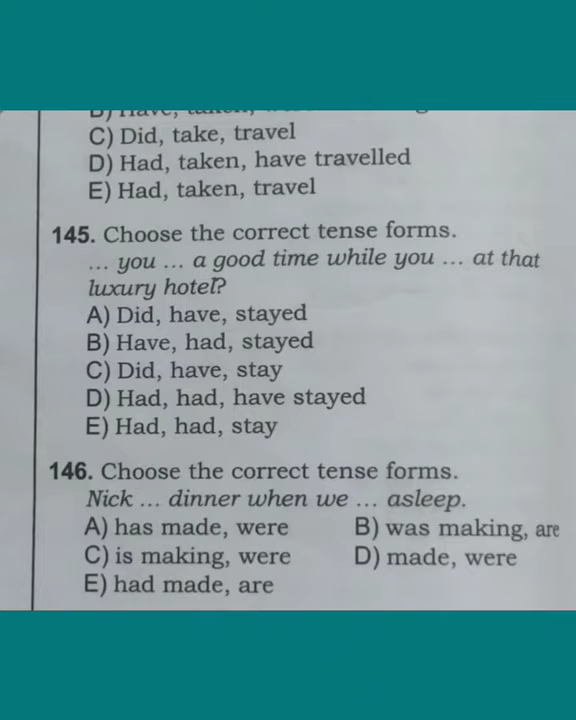 C) Did, take, travel
D) Had, taken, have travelled
E) Had, taken, travel
145. Choose the correct tense forms.
... you ... a good time while you ... at that
luxury hotel?
A) Did, have, stayed
B) Have, had, stayed
C) Did, have, stay
D) Had, had, have stayed
E) Had, had, stay
146. Choose the correct tense forms.
Nick ... dinner when we ... asleep.
A) has made, were B) was making, are
C) is making, were D) made, were
E) had made, are